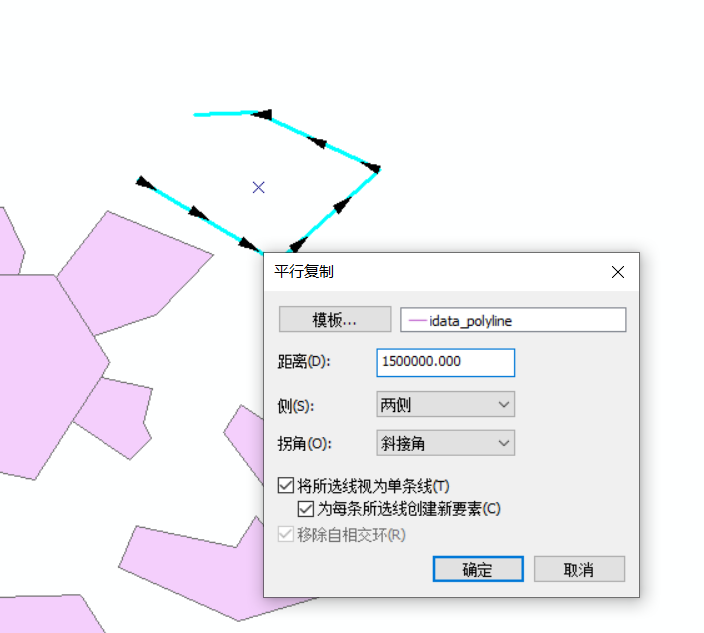 平行复制
模板... idata_polyline
距离(D): 1500000.000
侧(S): 两侧
拐角(O): 斜接角
将所选线视为单条线(T)
为每条所选线创建新要素(C)
移除自相交环(R)
确定 取消